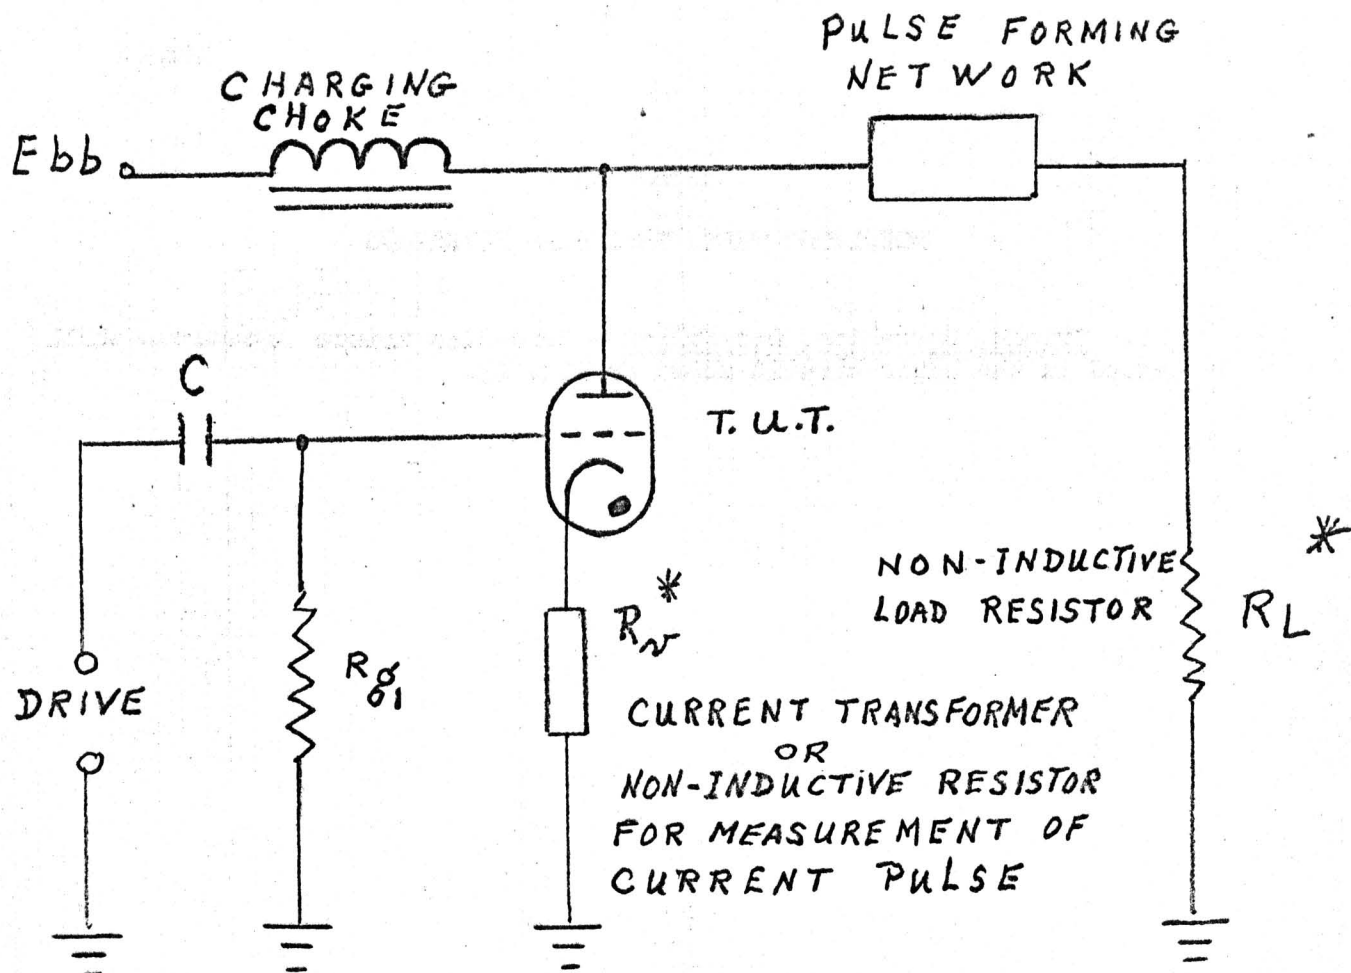 PULSE FORMING
NETWORK
CHARGING
CHOKE
Ebb
C
T. U.T.
NON-INDUCTIVE
LOAD RESISTOR
RL*
Rv*
DRIVE
Rg1
CURRENT TRANSFORMER
OR
NON-INDUCTIVE RESISTOR
FOR MEASUREMENT OF
CURRENT PULSE